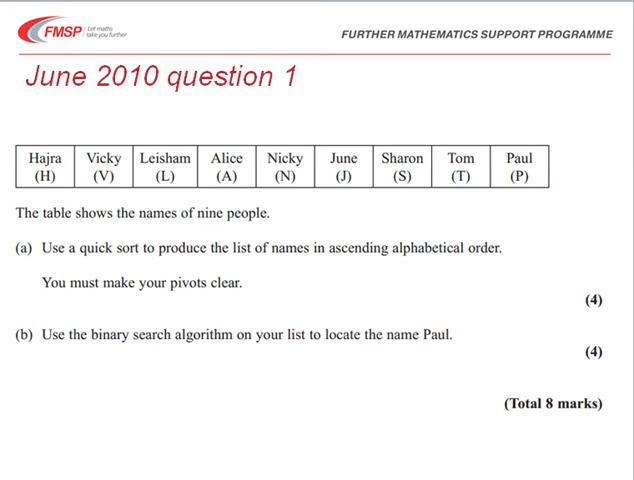 FMSP Let maths take you further
FURTHER MATHEMATICS SUPPORT PROGRAMME
June 2010 question 1
Hajra Vicky Leisham Alice Nicky June Sharon Tom Paul
(H) (V) (L) (A) (N) (J) (S) (T) (P)
The table shows the names of nine people.
(a) Use a quick sort to produce the list of names in ascending alphabetical order.
You must make your pivots clear.
(4)
(b) Use the binary search algorithm on your list to locate the name Paul.
(4)
(Total 8 marks)